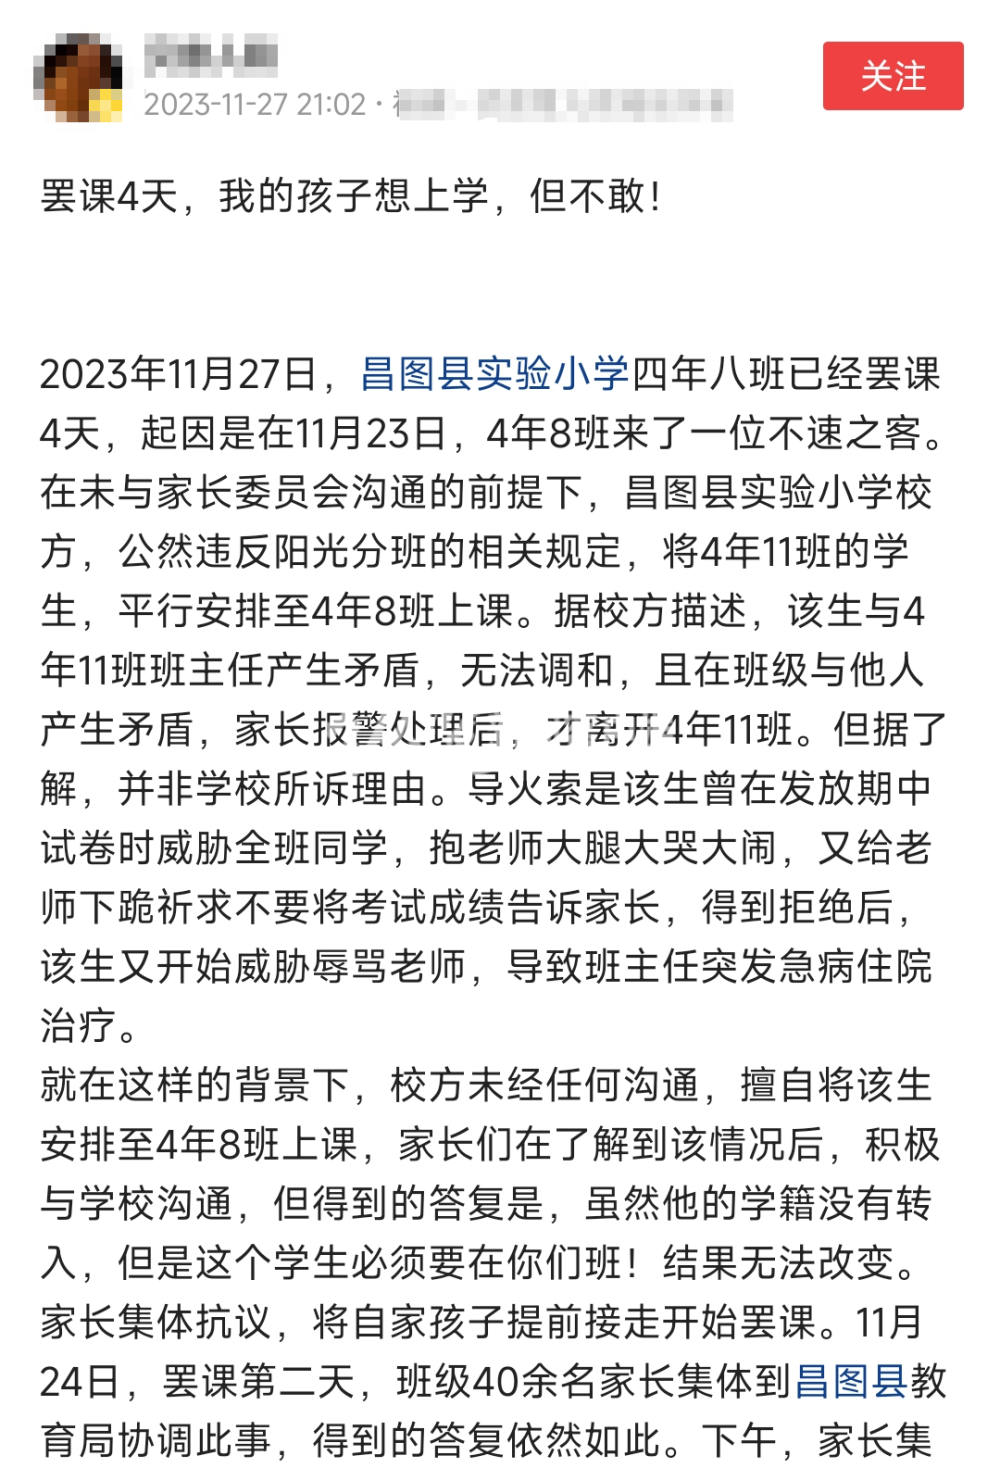 2023-11-27 21:02
关注
罢课4天，我的孩子想上学，但不敢！
2023年11月27日，昌图县实验小学四年八班已经罢课
4天，起因是在11月23日，4年8班来了一位不速之客。
在未与家长委员会沟通的前提下，昌图县实验小学校
方，公然违反阳光分班的相关规定，将4年11班的学
生，平行安排至4年8班上课。据校方描述，该生与4
年11班班主任产生矛盾，无法调和，且在班级与他人
产生矛盾，家长报警处理后，才离开4年11班。但据了
解，并非学校所诉理由。导火索是该生曾在发放期中
试卷时威胁全班同学，抱老师大腿大哭大闹，又给老
师下跪祈求不要将考试成绩告诉家长，得到拒绝后，
该生又开始威胁辱骂老师，导致班主任突发急病住院
治疗。
就在这样的背景下，校方未经任何沟通，擅自将该生
安排至4年8班上课，家长们在了解到该情况后，积极
与学校沟通，但得到的答复是，虽然他的学籍没有转
入，但是这个学生必须要在你们班！结果无法改变。
家长集体抗议，将自家孩子提前接走开始罢课。11月
24日，罢课第二天，班级40余名家长集体到昌图县教
育局协调此事，得到的答复依然如此。下午，家长集